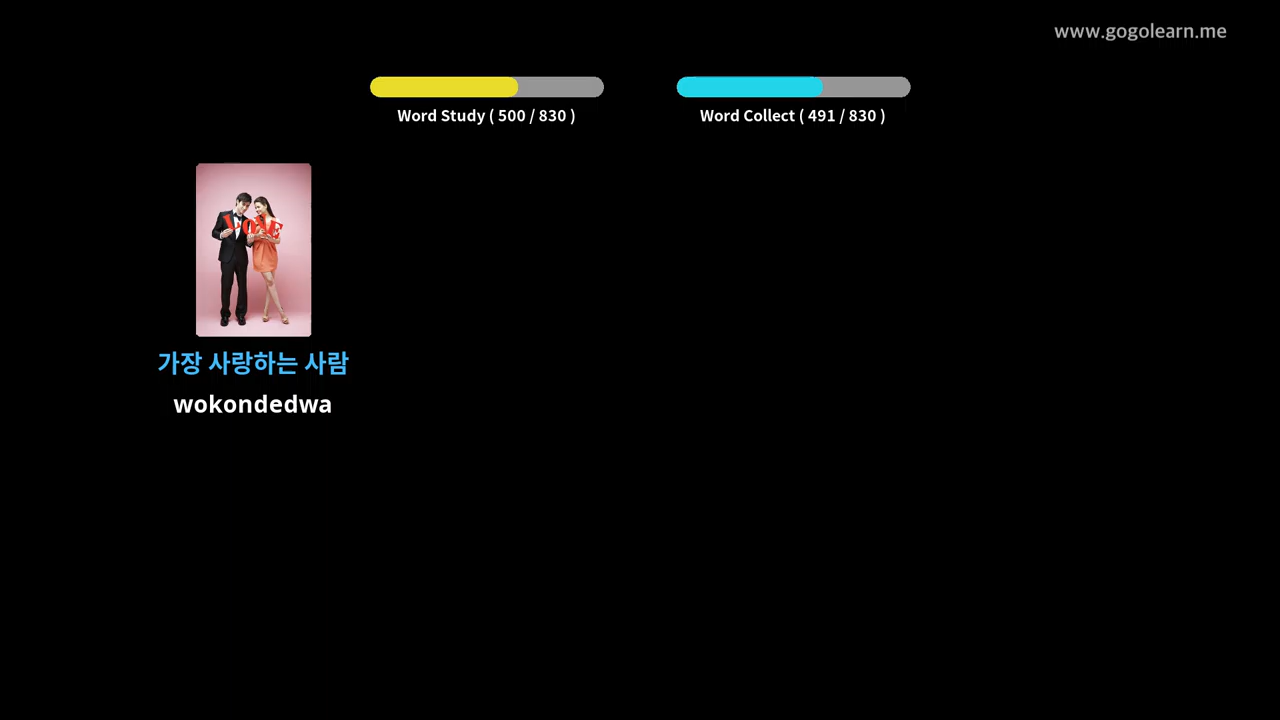 www.gogolearn.me
Word Study ( 500 / 830 )
Word Collect ( 491 / 830 )
LOVE
가장 사랑하는 사람
wokondedwa